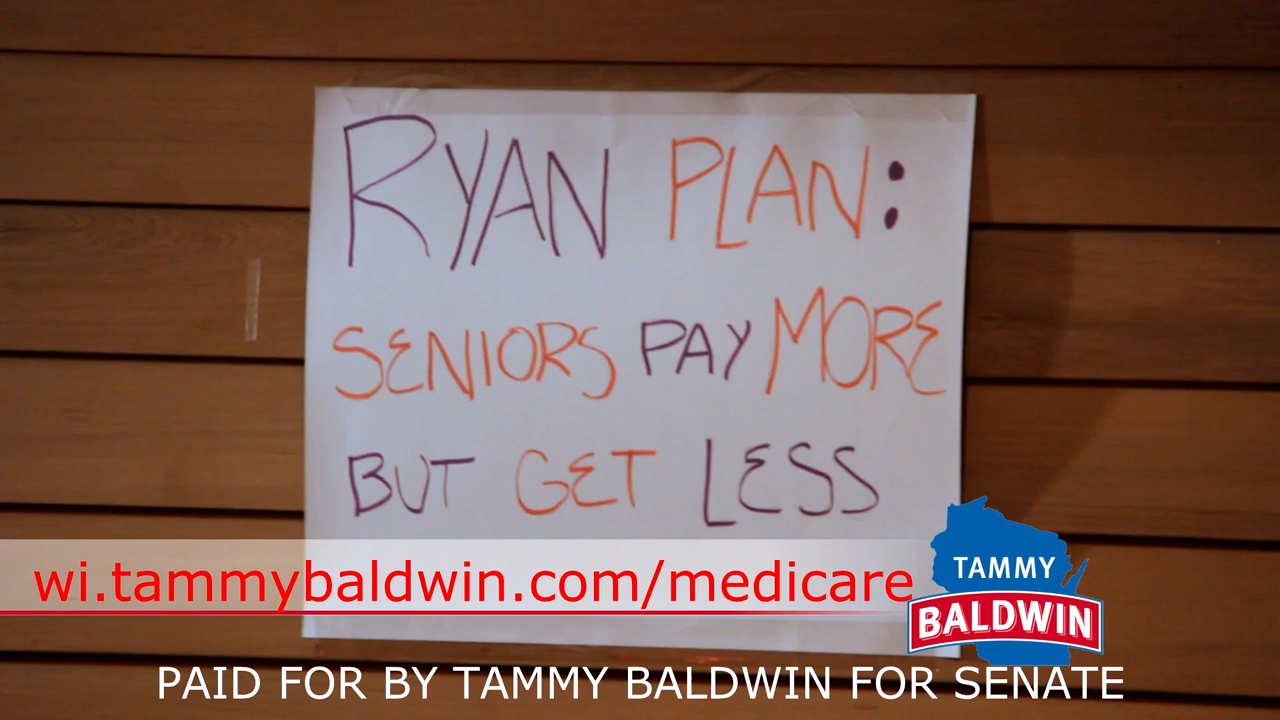 RYAN PLAN:
SENIORS PAY MORE
BUT GET LESS
wi.tammybaldwin.com/medicare
TAMMY
BALDWIN
PAID FOR BY TAMMY BALDWIN FOR SENATE